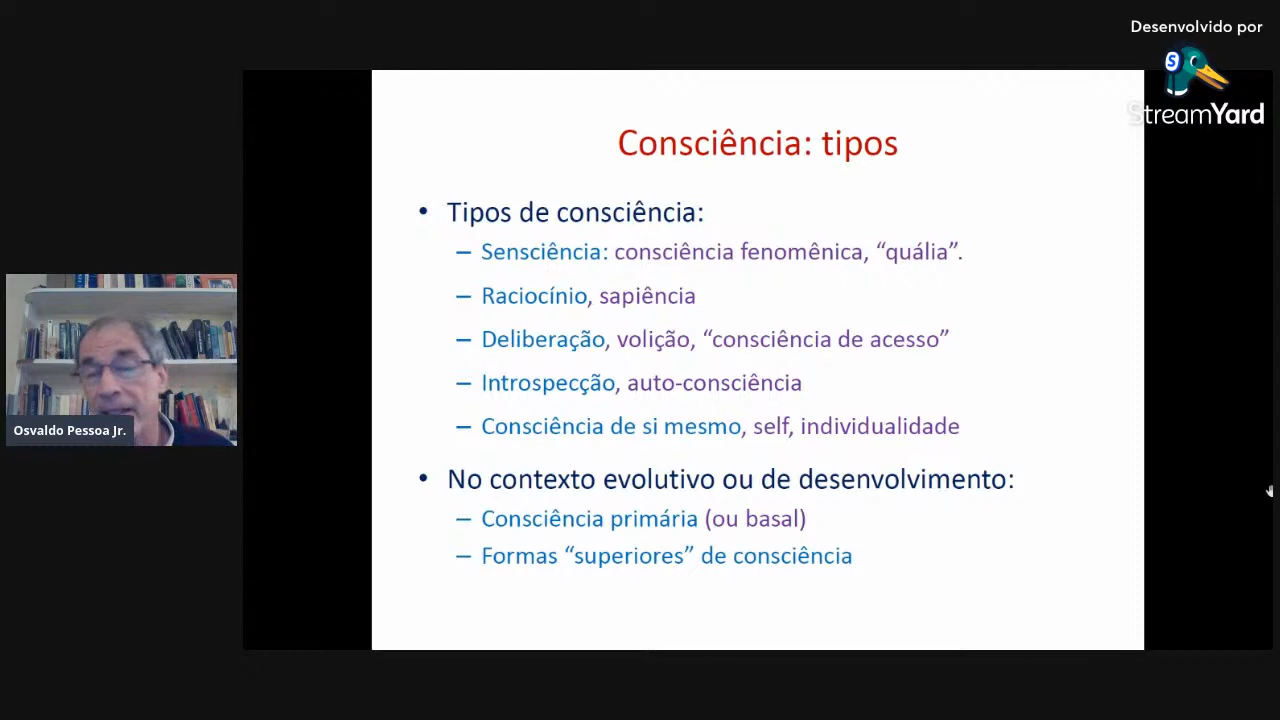 Desenvolvido por
StreamYard
Consciência: tipos
• Tipos de consciência:
– Sensciência: consciência fenomênica, “quália”.
– Raciocínio, sapiência
– Deliberação, volição, “consciência de acesso”
– Introspecção, auto-consciência
– Consciência de si mesmo, self, individualidade
• No contexto evolutivo ou de desenvolvimento:
– Consciência primária (ou basal)
– Formas “superiores” de consciência
Osvaldo Pessoa Jr.